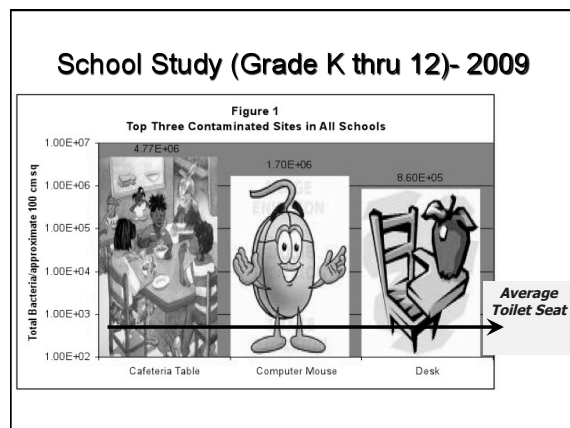 School Study (Grade K thru 12)- 2009
Figure 1
Top Three Contaminated Sites in All Schools
Total Bacteria/approximate 100 cm sq
1.00E+07
1.00E+06
1.00E+05
1.00E+04
1.00E+03
1.00E+02
4.77E+06
1.70E+06
8.60E+05
Average
Toilet Seat
Cafeteria Table
Computer Mouse
Desk